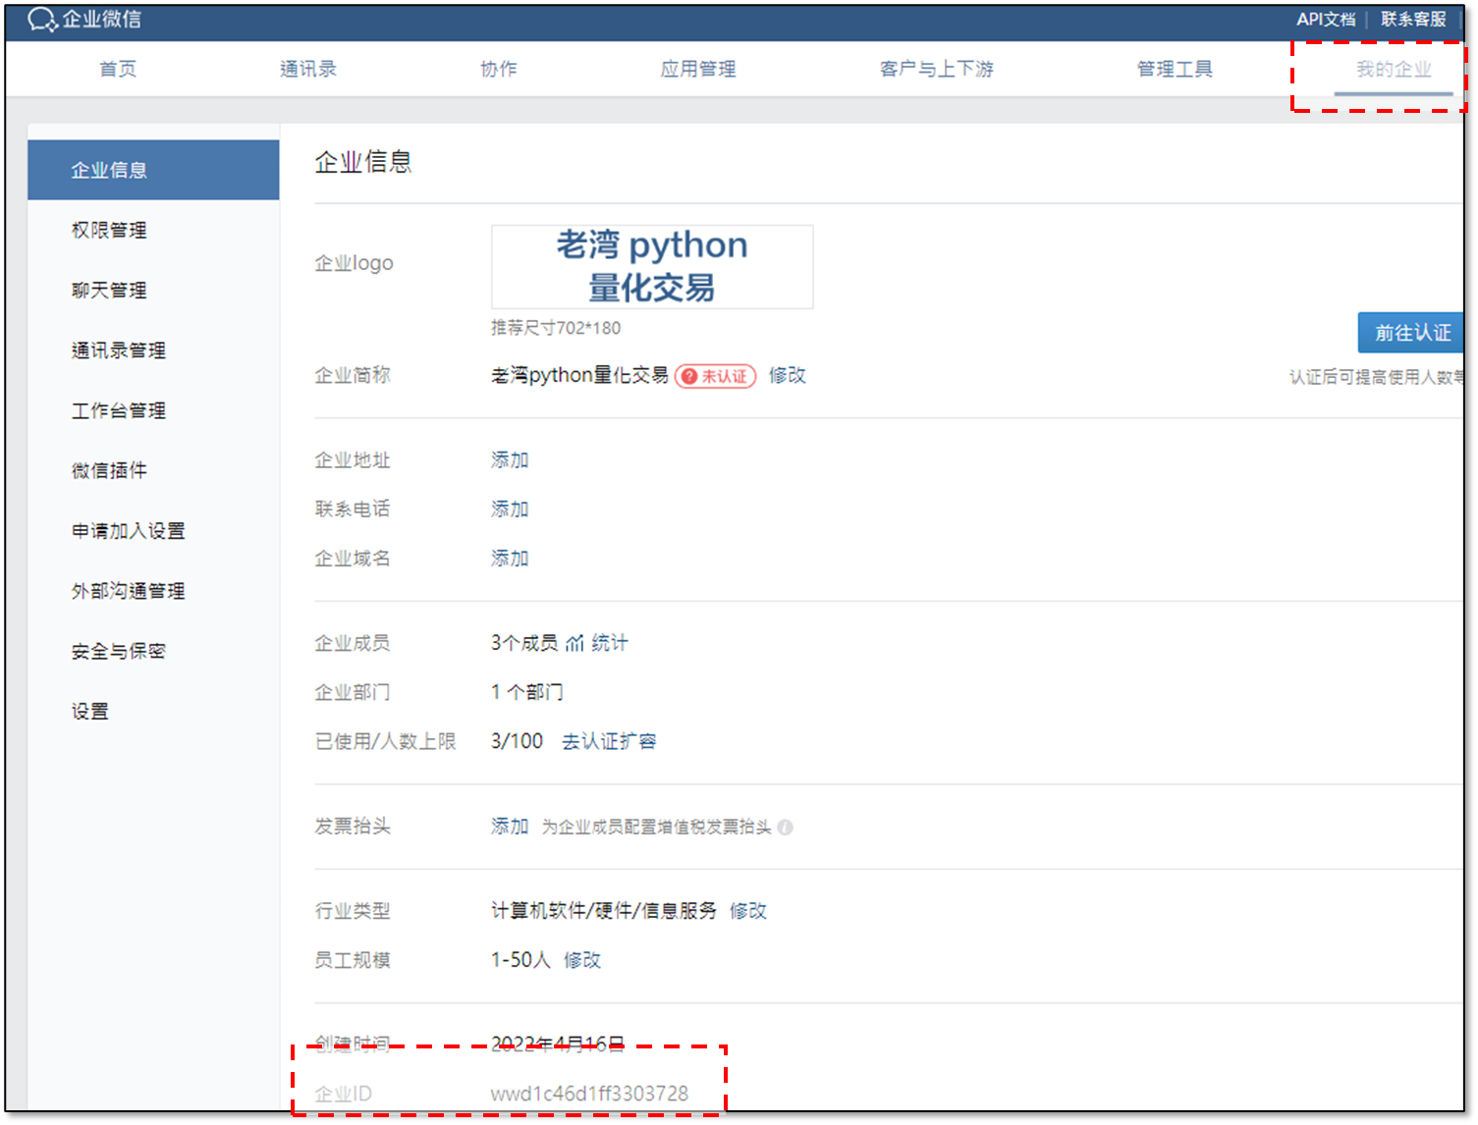 企业微信
API文档 | 联系客服
首页 通讯录 协作 应用管理 客户与上下游 管理工具 我的企业
企业信息
权限管理
聊天管理
通讯录管理
工作台管理
微信插件
申请加入设置
外部沟通管理
安全与保密
设置
企业信息
企业logo
老湾 python
量化交易
推荐尺寸702*180
前往认证
企业简称 老湾python量化交易 未认证 修改
认证后可提高使用人数等
企业地址 添加
联系电话 添加
企业域名 添加
企业成员 3个成员 统计
企业部门 1 个部门
已使用/人数上限 3/100 去认证扩容
发票抬头 添加 为企业成员配置增值税发票抬头
行业类型 计算机软件/硬件/信息服务 修改
员工规模 1-50人 修改
创建时间 2022年4月16日
企业ID wwd1c46d1ff3303728